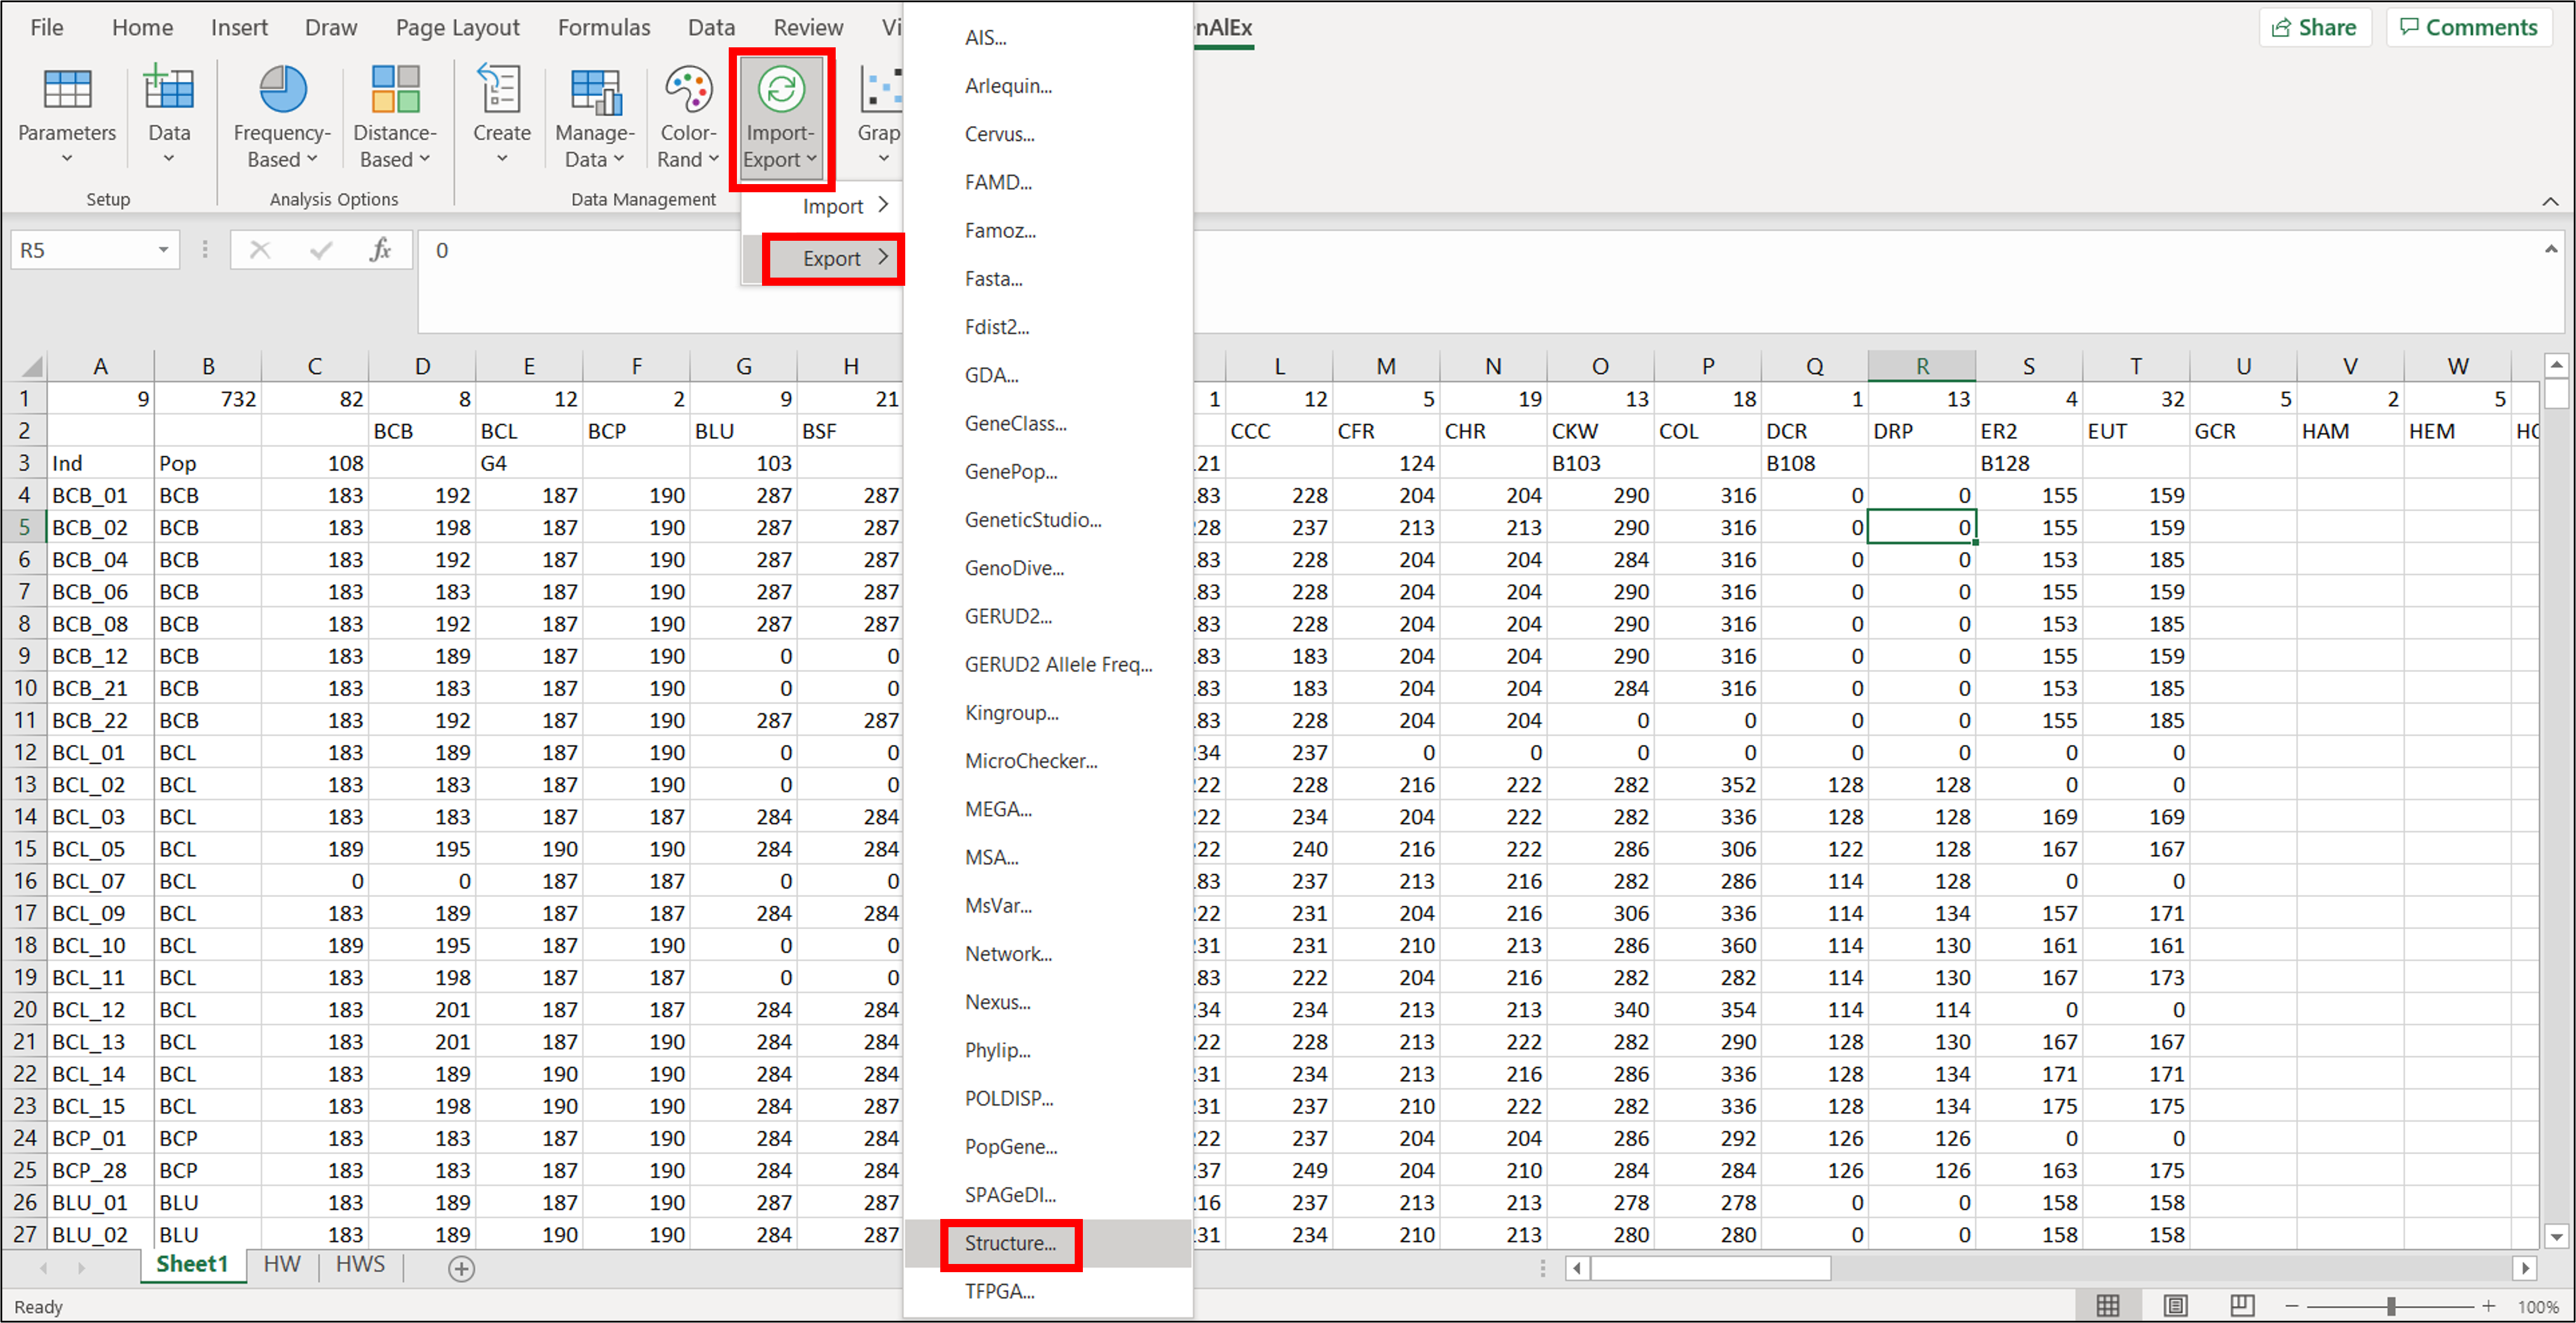 File Home Insert Draw Page Layout Formulas Data Review Vi nAlEx Share Comments
Parameters Data Frequency-Based Distance-Based Create Manage-Data Color-Rand Import-Export Grap
Setup Analysis Options Data Management
Import
Export
AIS...
Arlequin...
Cervus...
FAMD...
Famoz...
Fasta...
Fdist2...
GDA...
GeneClass...
GenePop...
GeneticStudio...
GenoDive...
GERUD2...
GERUD2 Allele Freq...
Kingroup...
MicroChecker...
MEGA...
MSA...
MsVar...
Network...
Nexus...
Phylip...
POLDISP...
PopGene...
SPAGeDI...
Structure...
TFPGA...
R5 fx 0
A B C D E F G H L M N O P Q R S T U V W
1 9 732 82 8 12 2 9 21 1 12 5 19 13 18 1 13 4 32 5 2 5
2 BCB BCL BCP BLU BSF CCC CFR CHR CKW COL DCR DRP ER2 EUT GCR HAM HEM
3 Ind Pop 108 G4 103 21 124 B103 B108 B128
4 BCB_01 BCB 183 192 187 190 287 287 83 228 204 204 290 316 0 0 155 159
5 BCB_02 BCB 183 198 187 190 287 287 28 237 213 213 290 316 0 0 155 159
6 BCB_04 BCB 183 192 187 190 287 287 83 228 204 204 284 316 0 0 153 185
7 BCB_06 BCB 183 183 187 190 287 287 83 228 204 204 290 316 0 0 155 159
8 BCB_08 BCB 183 192 187 190 287 287 83 228 204 204 290 316 0 0 153 185
9 BCB_12 BCB 183 189 187 190 0 0 83 183 204 204 290 316 0 0 155 159
10 BCB_21 BCB 183 183 187 190 0 0 83 183 204 204 284 316 0 0 153 185
11 BCB_22 BCB 183 192 187 190 287 287 83 228 204 204 0 0 0 0 155 185
12 BCL_01 BCL 183 189 187 190 0 0 34 237 0 0 0 0 0 0 0 0
13 BCL_02 BCL 183 183 187 190 0 0 22 228 216 222 282 352 128 128 0 0
14 BCL_03 BCL 183 183 187 187 284 284 22 234 204 222 282 336 128 128 169 169
15 BCL_05 BCL 189 195 190 190 284 284 22 240 216 222 286 306 122 128 167 167
16 BCL_07 BCL 0 0 187 187 0 0 83 237 213 216 282 286 114 128 0 0
17 BCL_09 BCL 183 189 187 187 284 284 22 231 204 216 306 336 114 134 157 171
18 BCL_10 BCL 189 195 187 190 0 0 31 231 210 213 286 360 114 130 161 161
19 BCL_11 BCL 183 198 187 187 0 0 83 222 204 216 282 282 114 130 167 173
20 BCL_12 BCL 183 201 187 187 284 284 34 234 213 213 340 354 114 114 0 0
21 BCL_13 BCL 183 201 187 190 284 284 22 228 213 222 282 290 128 130 167 167
22 BCL_14 BCL 183 189 190 190 284 284 31 234 213 216 286 336 128 134 171 171
23 BCL_15 BCL 183 198 190 190 284 287 31 237 210 222 282 336 128 134 175 175
24 BCP_01 BCP 183 183 187 190 284 284 22 237 204 204 286 292 126 126 0 0
25 BCP_28 BCP 183 183 187 190 284 284 37 249 204 210 284 284 126 126 163 175
26 BLU_01 BLU 183 189 187 190 287 287 16 237 213 213 278 278 0 0 158 158
27 BLU_02 BLU 183 189 190 190 284 287 31 234 210 213 280 280 0 0 158 158
Sheet1 HW HWS
Ready 100%